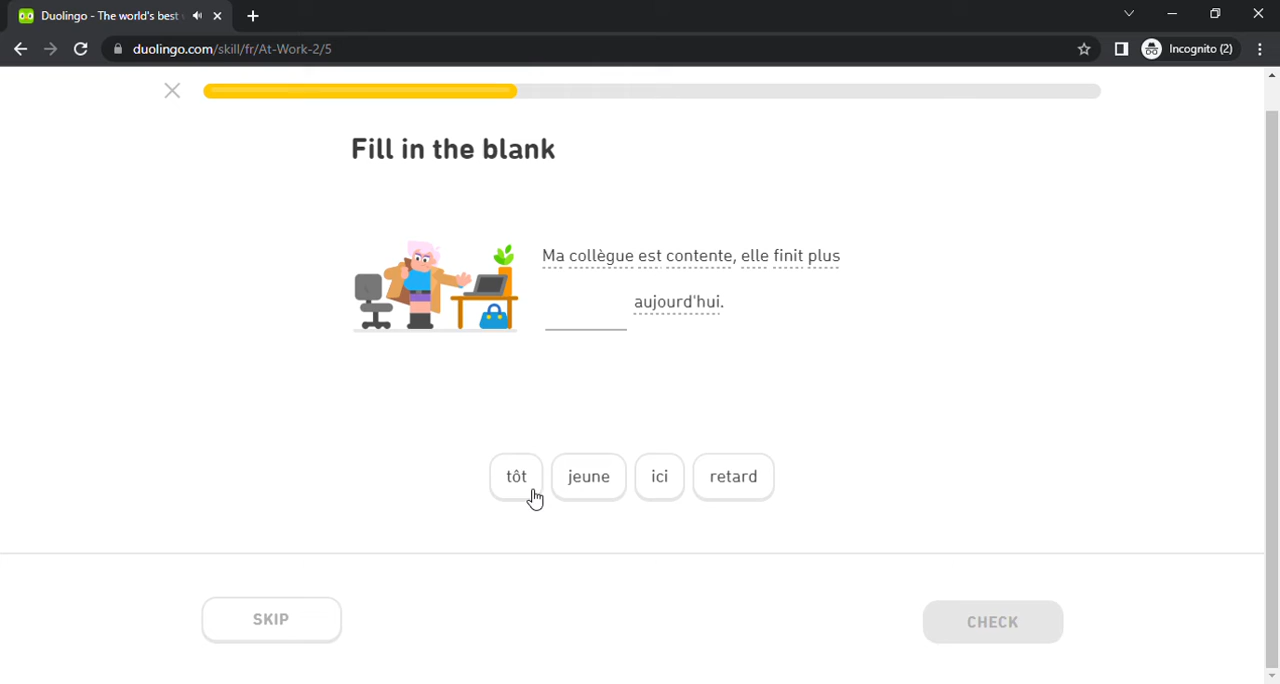 Duolingo - The world's best
duolingo.com/skill/fr/At-Work-2/5
Incognito (2)
Fill in the blank
Ma collègue est contente, elle finit plus
aujourd'hui.
tôt
jeune
ici
retard
SKIP
CHECK